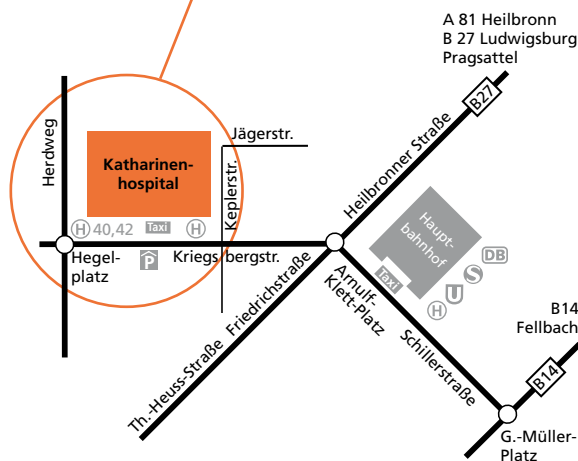 A 81 Heilbronn
B 27 Ludwigsburg
Pragsattel
B27
Heilbronner Straße
Herdweg
Jägerstr.
Katharinen-
hospital
Keplerstr.
H 40,42 Taxi H
Hegel-
platz
P
Kriegsbergstr.
Haupt-
bahnhof
Taxi
DB
S
U
H
Arnulf-
Klett-Platz
Friedrichstraße
Th.-Heuss-Straße
Schillerstraße
B14
Fellbach
B14
G.-Müller-
Platz